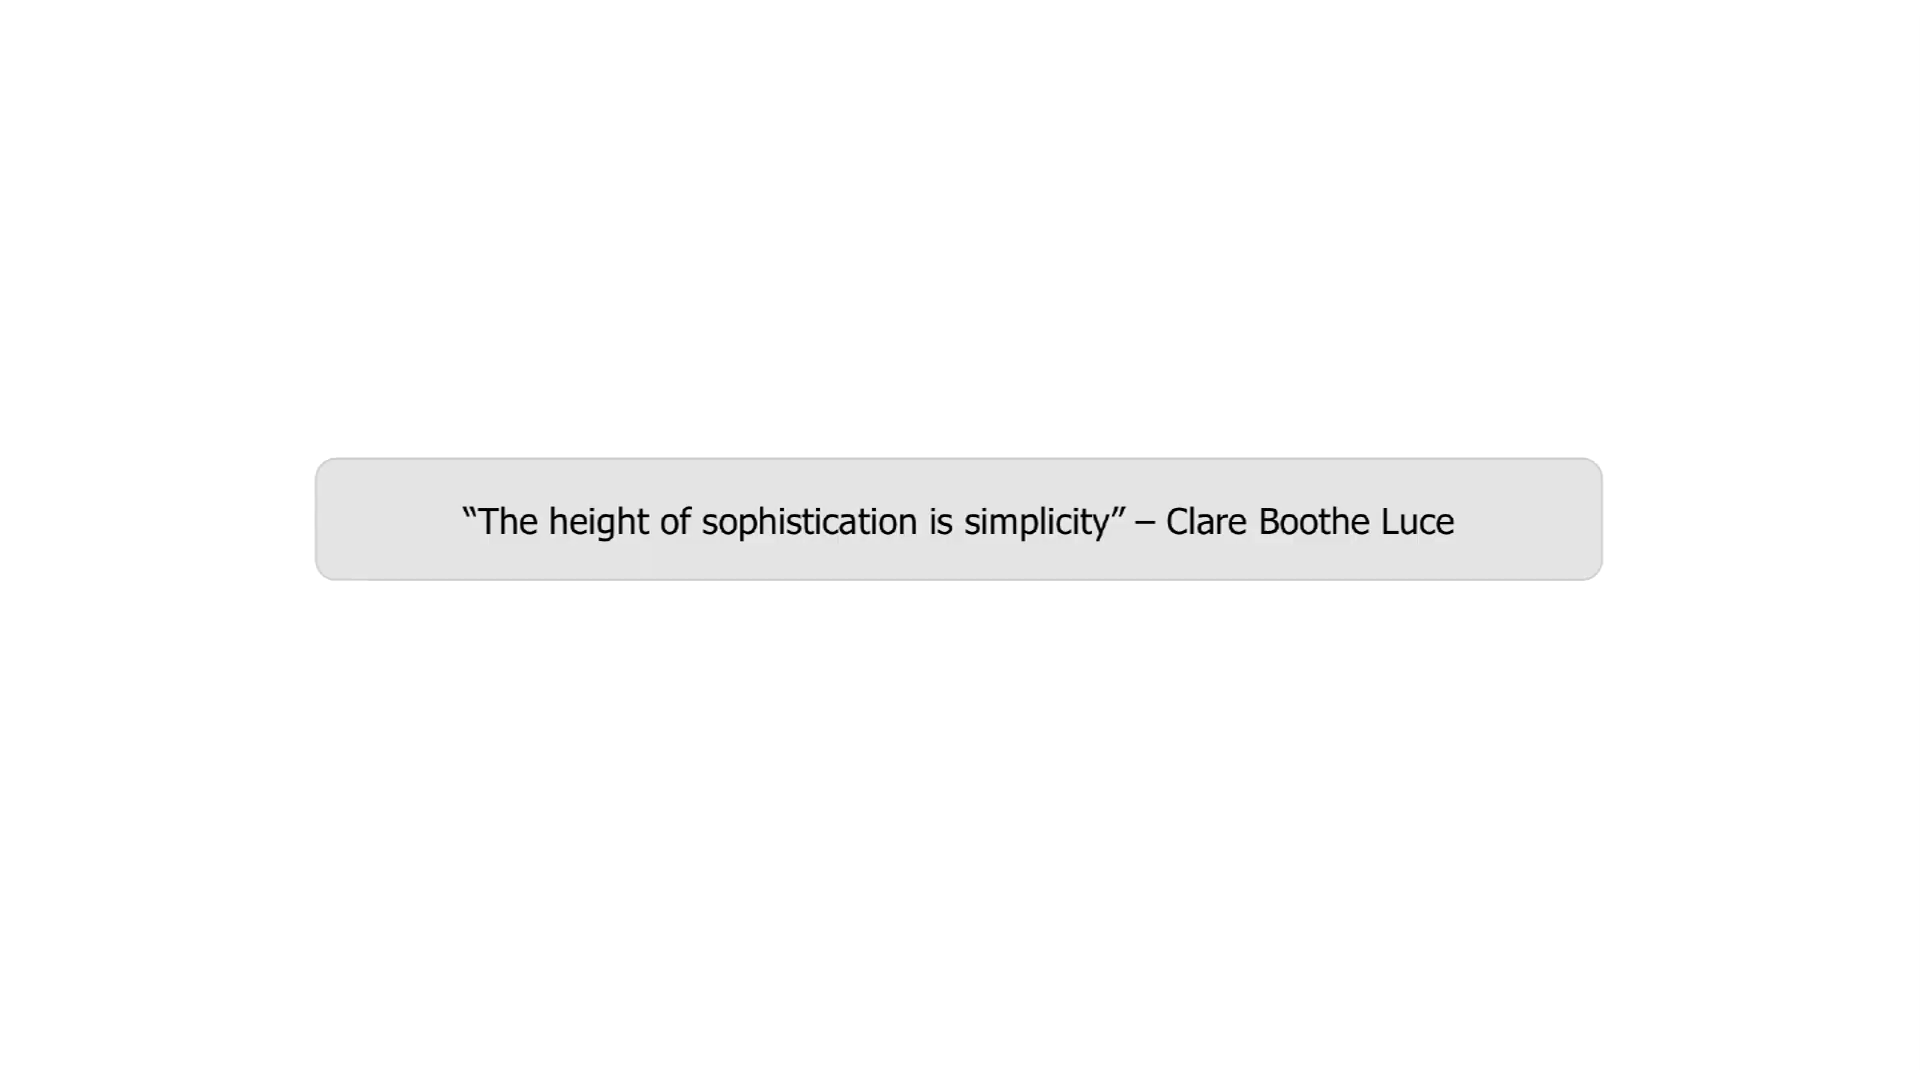 “The height of sophistication is simplicity” – Clare Boothe Luce